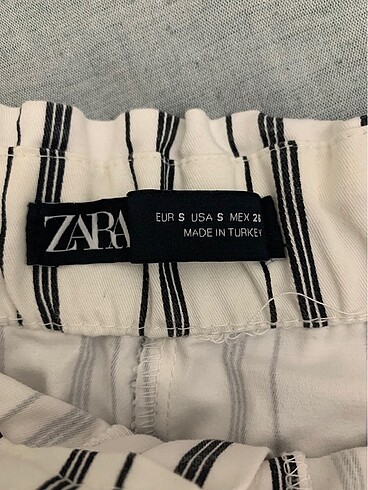 ZARA
EUR S USA S MEX 26
MADE IN TURKEY